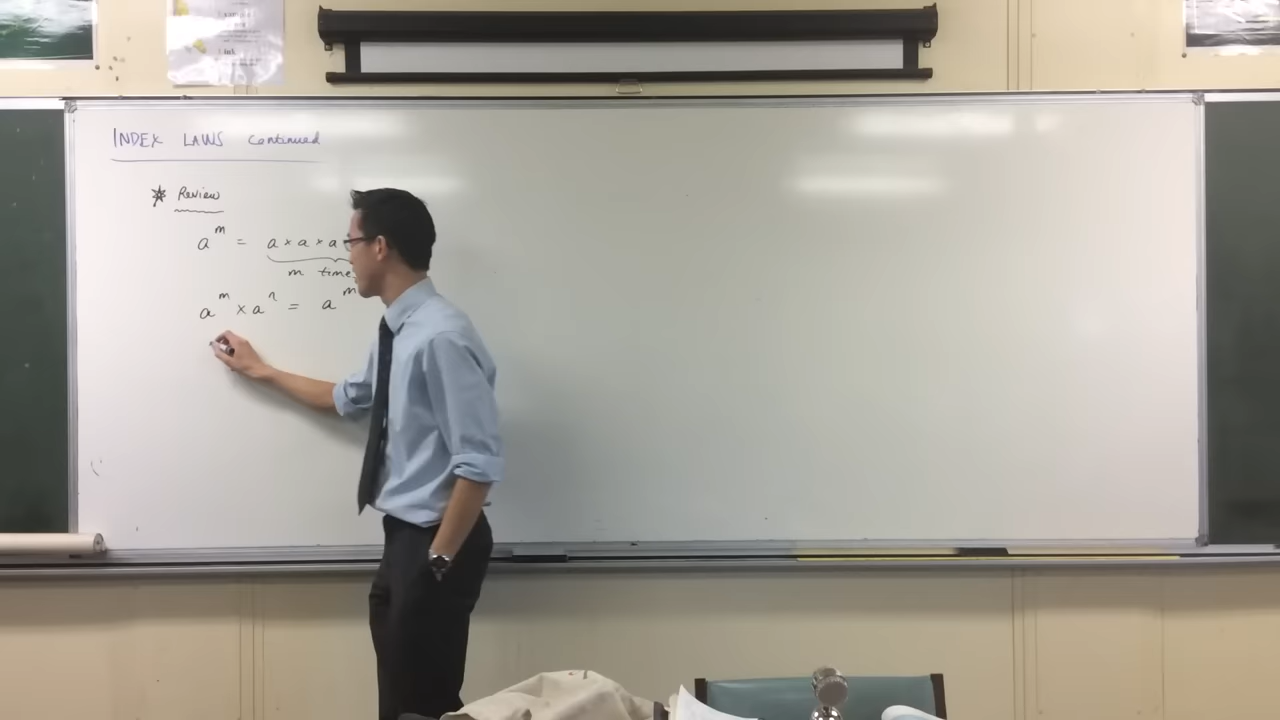 INDEX LAWS continued
* Review
a^m = a × a × a
m time
a^m × a^n = a^m